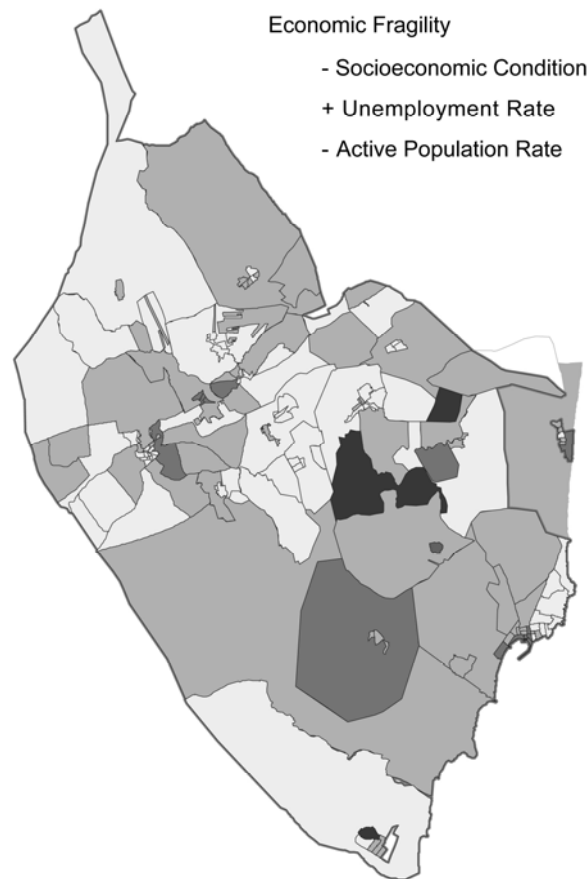 Economic Fragility
- Socioeconomic Condition
+ Unemployment Rate
- Active Population Rate